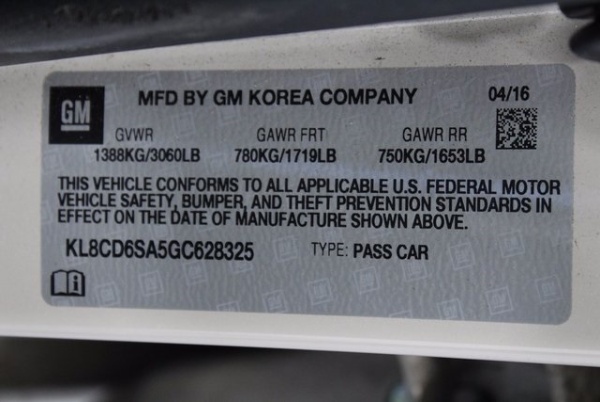 GM
MFD BY GM KOREA COMPANY 04/16
GVWR GAWR FRT GAWR RR
1388KG/3060LB 780KG/1719LB 750KG/1653LB
THIS VEHICLE CONFORMS TO ALL APPLICABLE U.S. FEDERAL MOTOR
VEHICLE SAFETY, BUMPER, AND THEFT PREVENTION STANDARDS IN
EFFECT ON THE DATE OF MANUFACTURE SHOWN ABOVE.
KL8CD6SA5GC628325 TYPE: PASS CAR